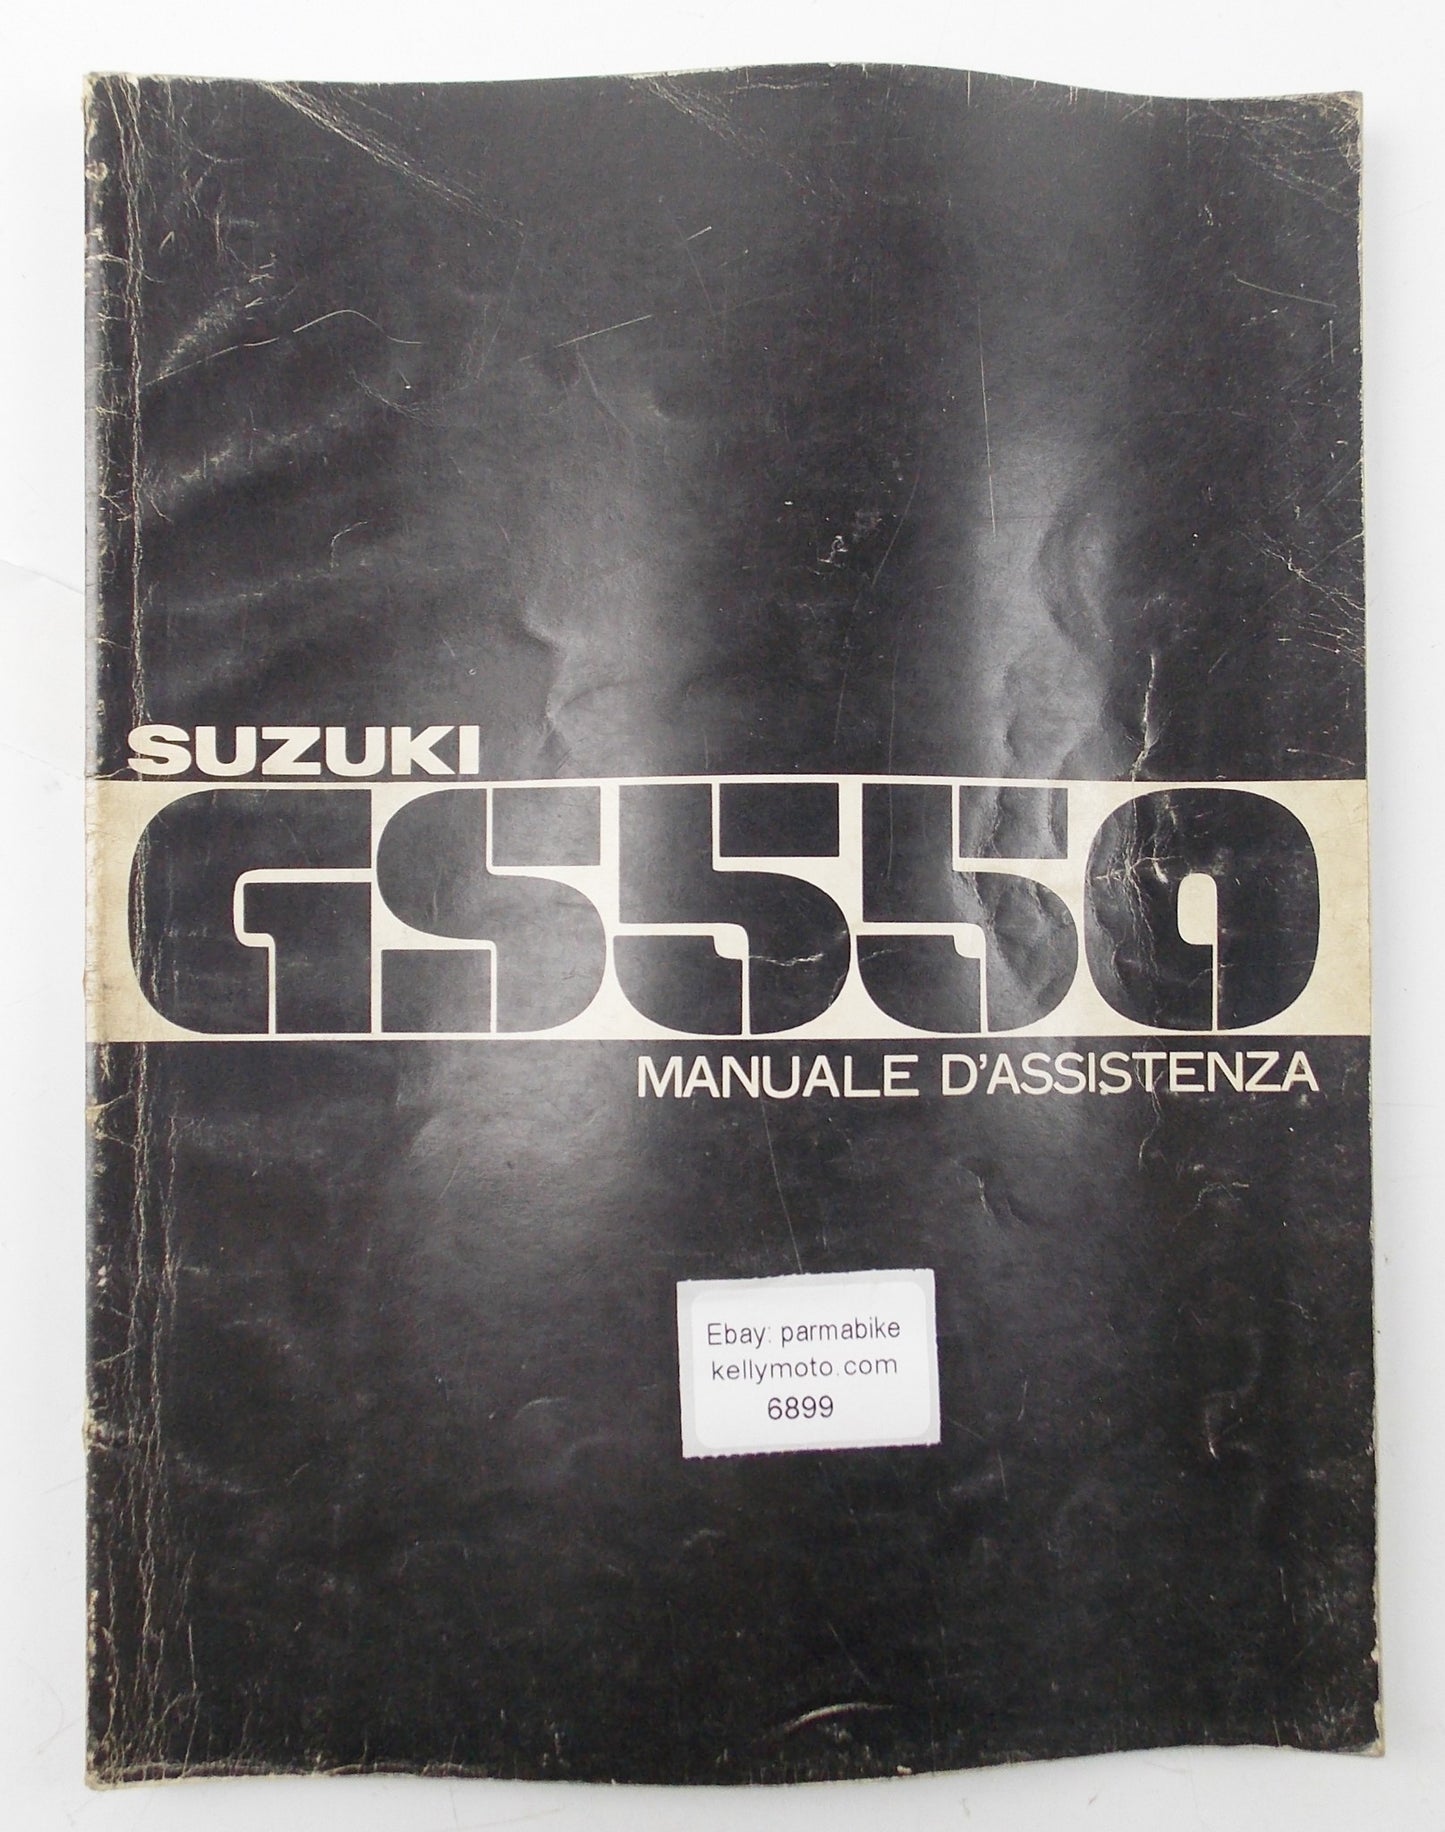 SUZUKI
GS550
MANUALE D'ASSISTENZA
Ebay: parmabike
kellymoto.com
6899